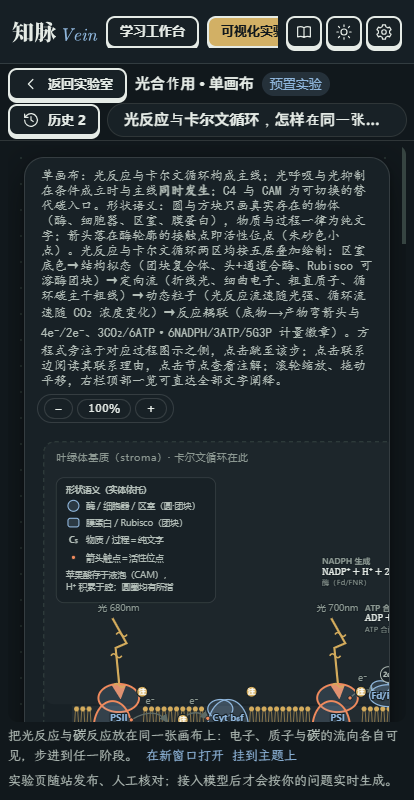 知脉 Vein 学习工作台 可视化实验
返回实验室 光合作用 • 单画布 预置实验
历史 2 光反应与卡尔文循环，怎样在同一张…
单画布：光反应与卡尔文循环构成主线；光呼吸与光抑制
在条件成立时与主线同时发生；C4 与 CAM 为可切换的替
代碳入口。形状语义：圆与方块只画真实存在的物体
（酶、细胞器、区室、膜蛋白），物质与过程一律为纯文
字；箭头落在酶轮廓的接触点即活性位点（朱砂色小
点）。光反应与卡尔文循环两区均按五层叠加绘制：区室
底色→结构拟态（团块复合体、头+通道合酶、Rubisco 可
溶酶团块）→定向流（折线光、细曲电子、粗直质子、循
环碳主干粗线）→动态粒子（光反应流速随光强、循环流
速随 CO₂ 浓度变化）→反应耦联（底物⟶产物弯箭头与
4e⁻/2e⁻、3CO₂/6ATP·6NADPH/3ATP/5G3P 计量徽章）。方
程式旁注于对应过程图示之侧，点击跳至该步；点击联系
边阅读其联系理由，点击节点查看注解；滚轮缩放、拖动
平移，右栏顶部一览可直达全部文字阐释。
− 100% +
叶绿体基质（stroma）· 卡尔文循环在此
形状语义（实体依托）
酶 / 细胞器 / 区室（圆·团块）
膜蛋白 / Rubisco（团块）
C₅ 物质 / 过程=纯文字
箭头触点=活性位点
苹果酸存于液泡（CAM），
H⁺ 积累于腔；圆圈均有所指
NADPH 生成
NADP⁺ + H⁺ + 2
酶（Fd/FNR）
光 680nm
光 700nm
ATP 合
ADP +
ATP 合
e⁻ e⁻ e⁻
PSII Cyt b₆f PSI Fd/
把光反应与碳反应放在同一张画布上：电子、质子与碳的流向各自可
见，步进到任一阶段。 在新窗口打开 挂到主题上
实验页随站发布、人工核对；接入模型后才会按你的问题实时生成。